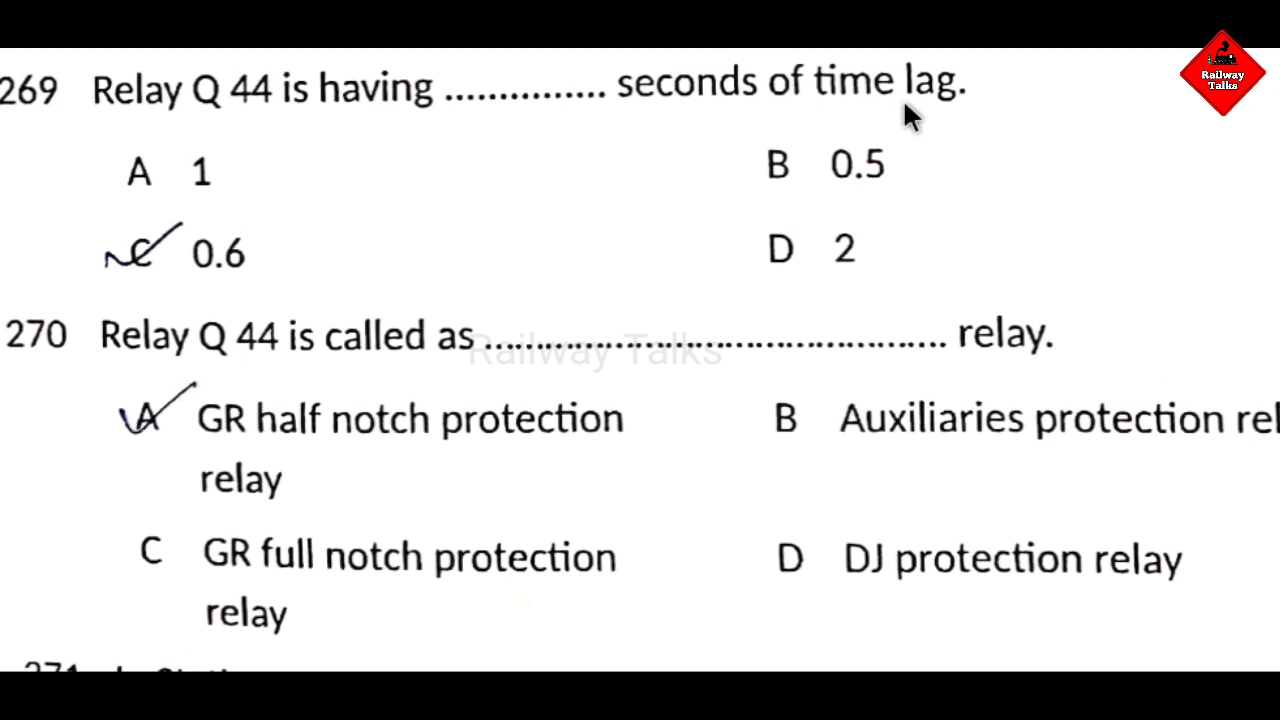 Railway
Talks
269 Relay Q 44 is having ............... seconds of time lag.
A 1 B 0.5
C 0.6 D 2
270 Relay Q 44 is called as ............................................ relay.
Railway Talks
A GR half notch protection B Auxiliaries protection rel
relay
C GR full notch protection D DJ protection relay
relay